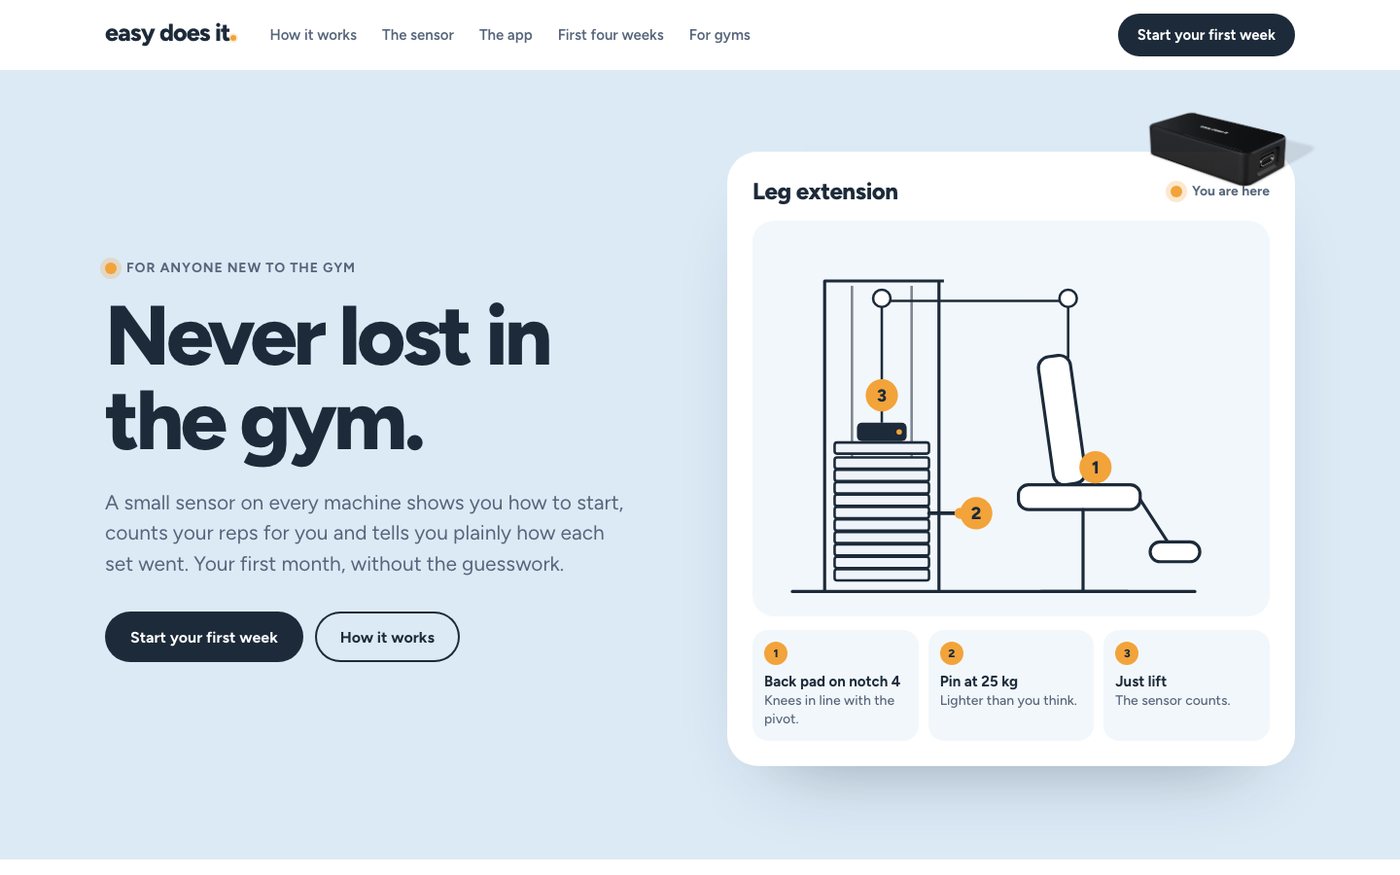 easy does it.
How it works
The sensor
The app
First four weeks
For gyms
Start your first week
FOR ANYONE NEW TO THE GYM
Never lost in
the gym.
A small sensor on every machine shows you how to start,
counts your reps for you and tells you plainly how each
set went. Your first month, without the guesswork.
Start your first week
How it works
Leg extension
You are here
3
1
2
1
Back pad on notch 4
Knees in line with the
pivot.
2
Pin at 25 kg
Lighter than you think.
3
Just lift
The sensor counts.